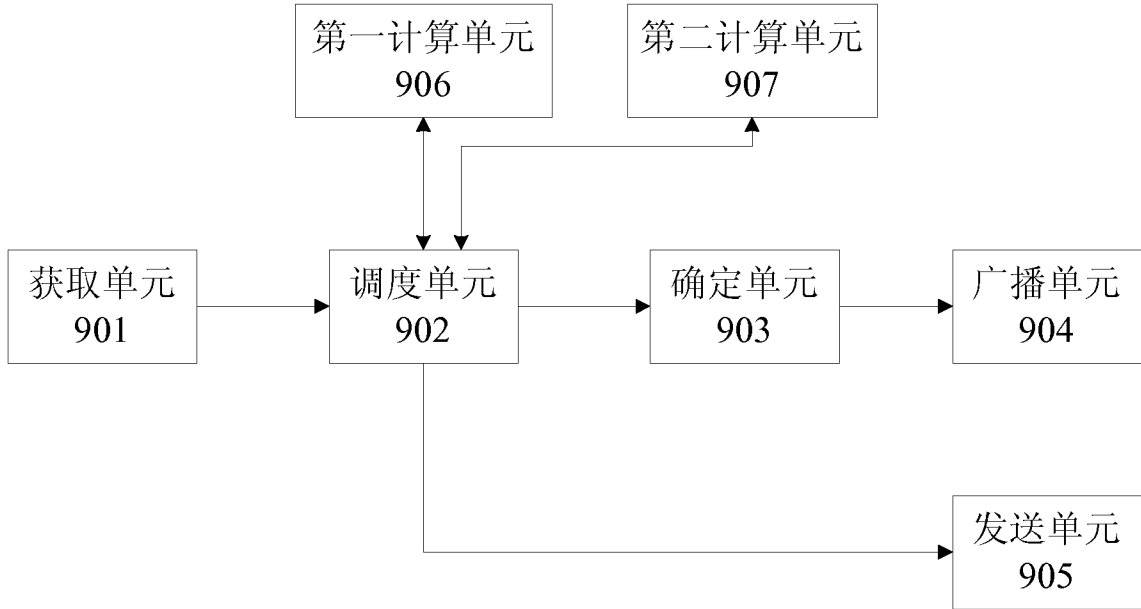 第一计算单元
906
第二计算单元
907
获取单元
901
调度单元
902
确定单元
903
广播单元
904
发送单元
905